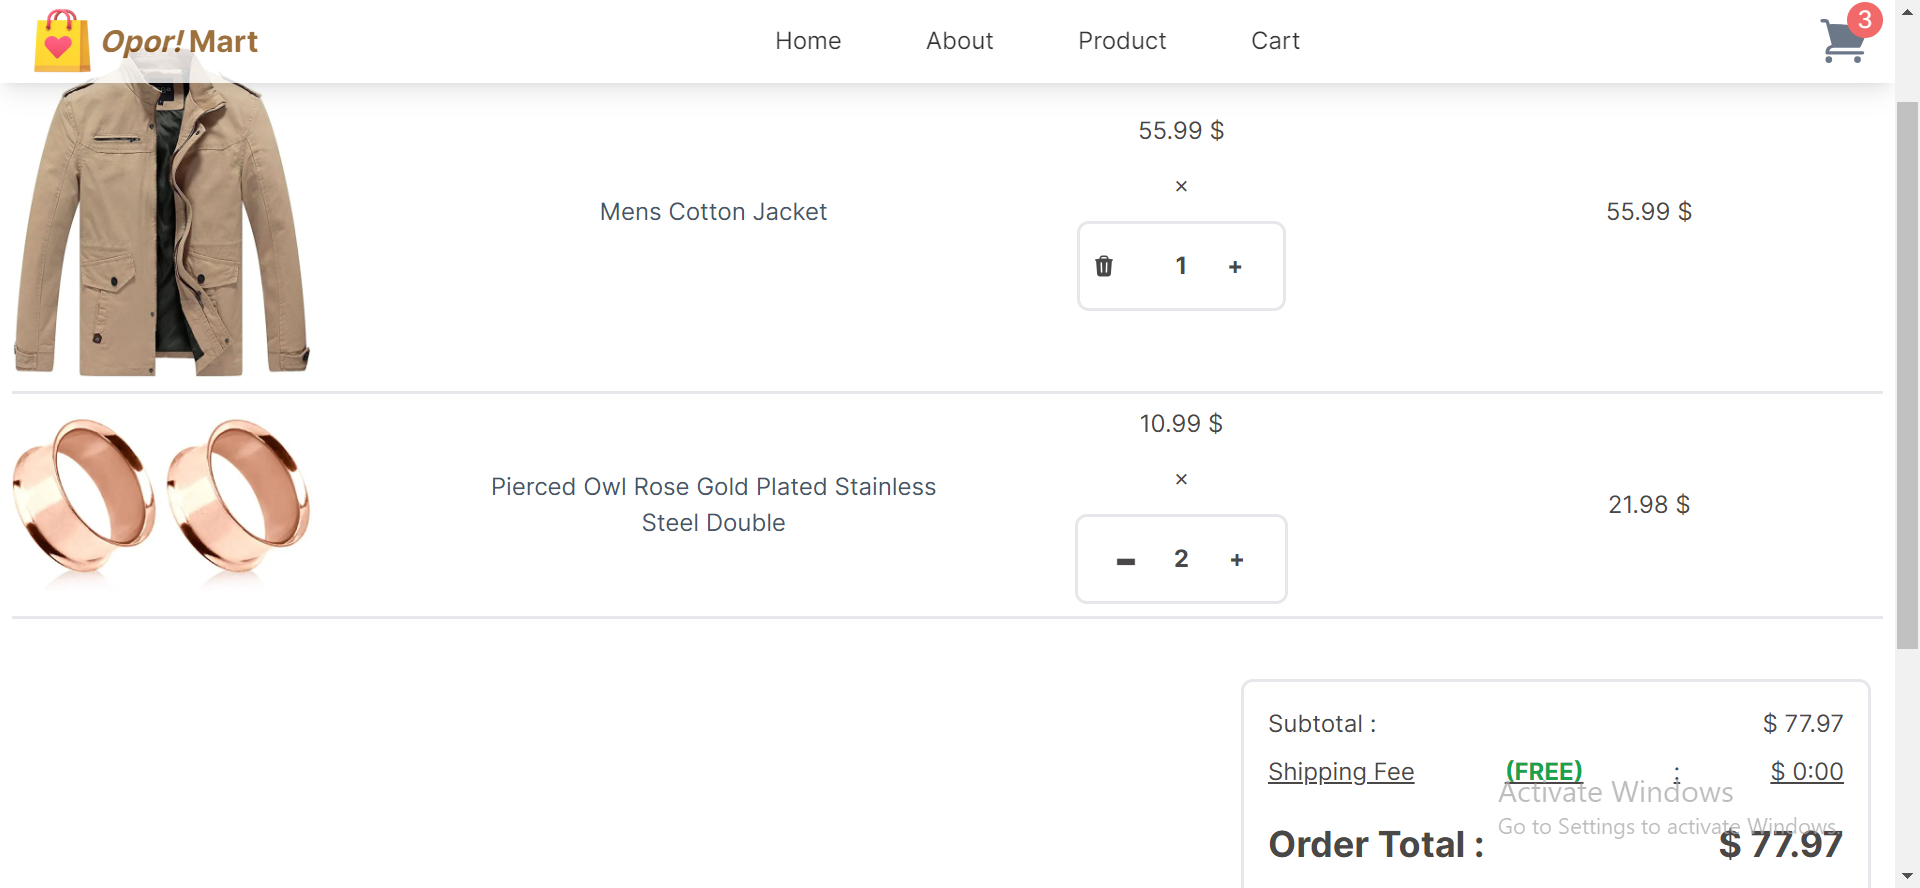 Opor! Mart
Home
About
Product
Cart
3
55.99 $
×
Mens Cotton Jacket
55.99 $
1 +
10.99 $
×
Pierced Owl Rose Gold Plated Stainless
Steel Double
21.98 $
- 2 +
Subtotal : $ 77.97
Shipping Fee (FREE) : $ 0:00
Activate Windows
Go to Settings to activate Windows.
Order Total : $ 77.97